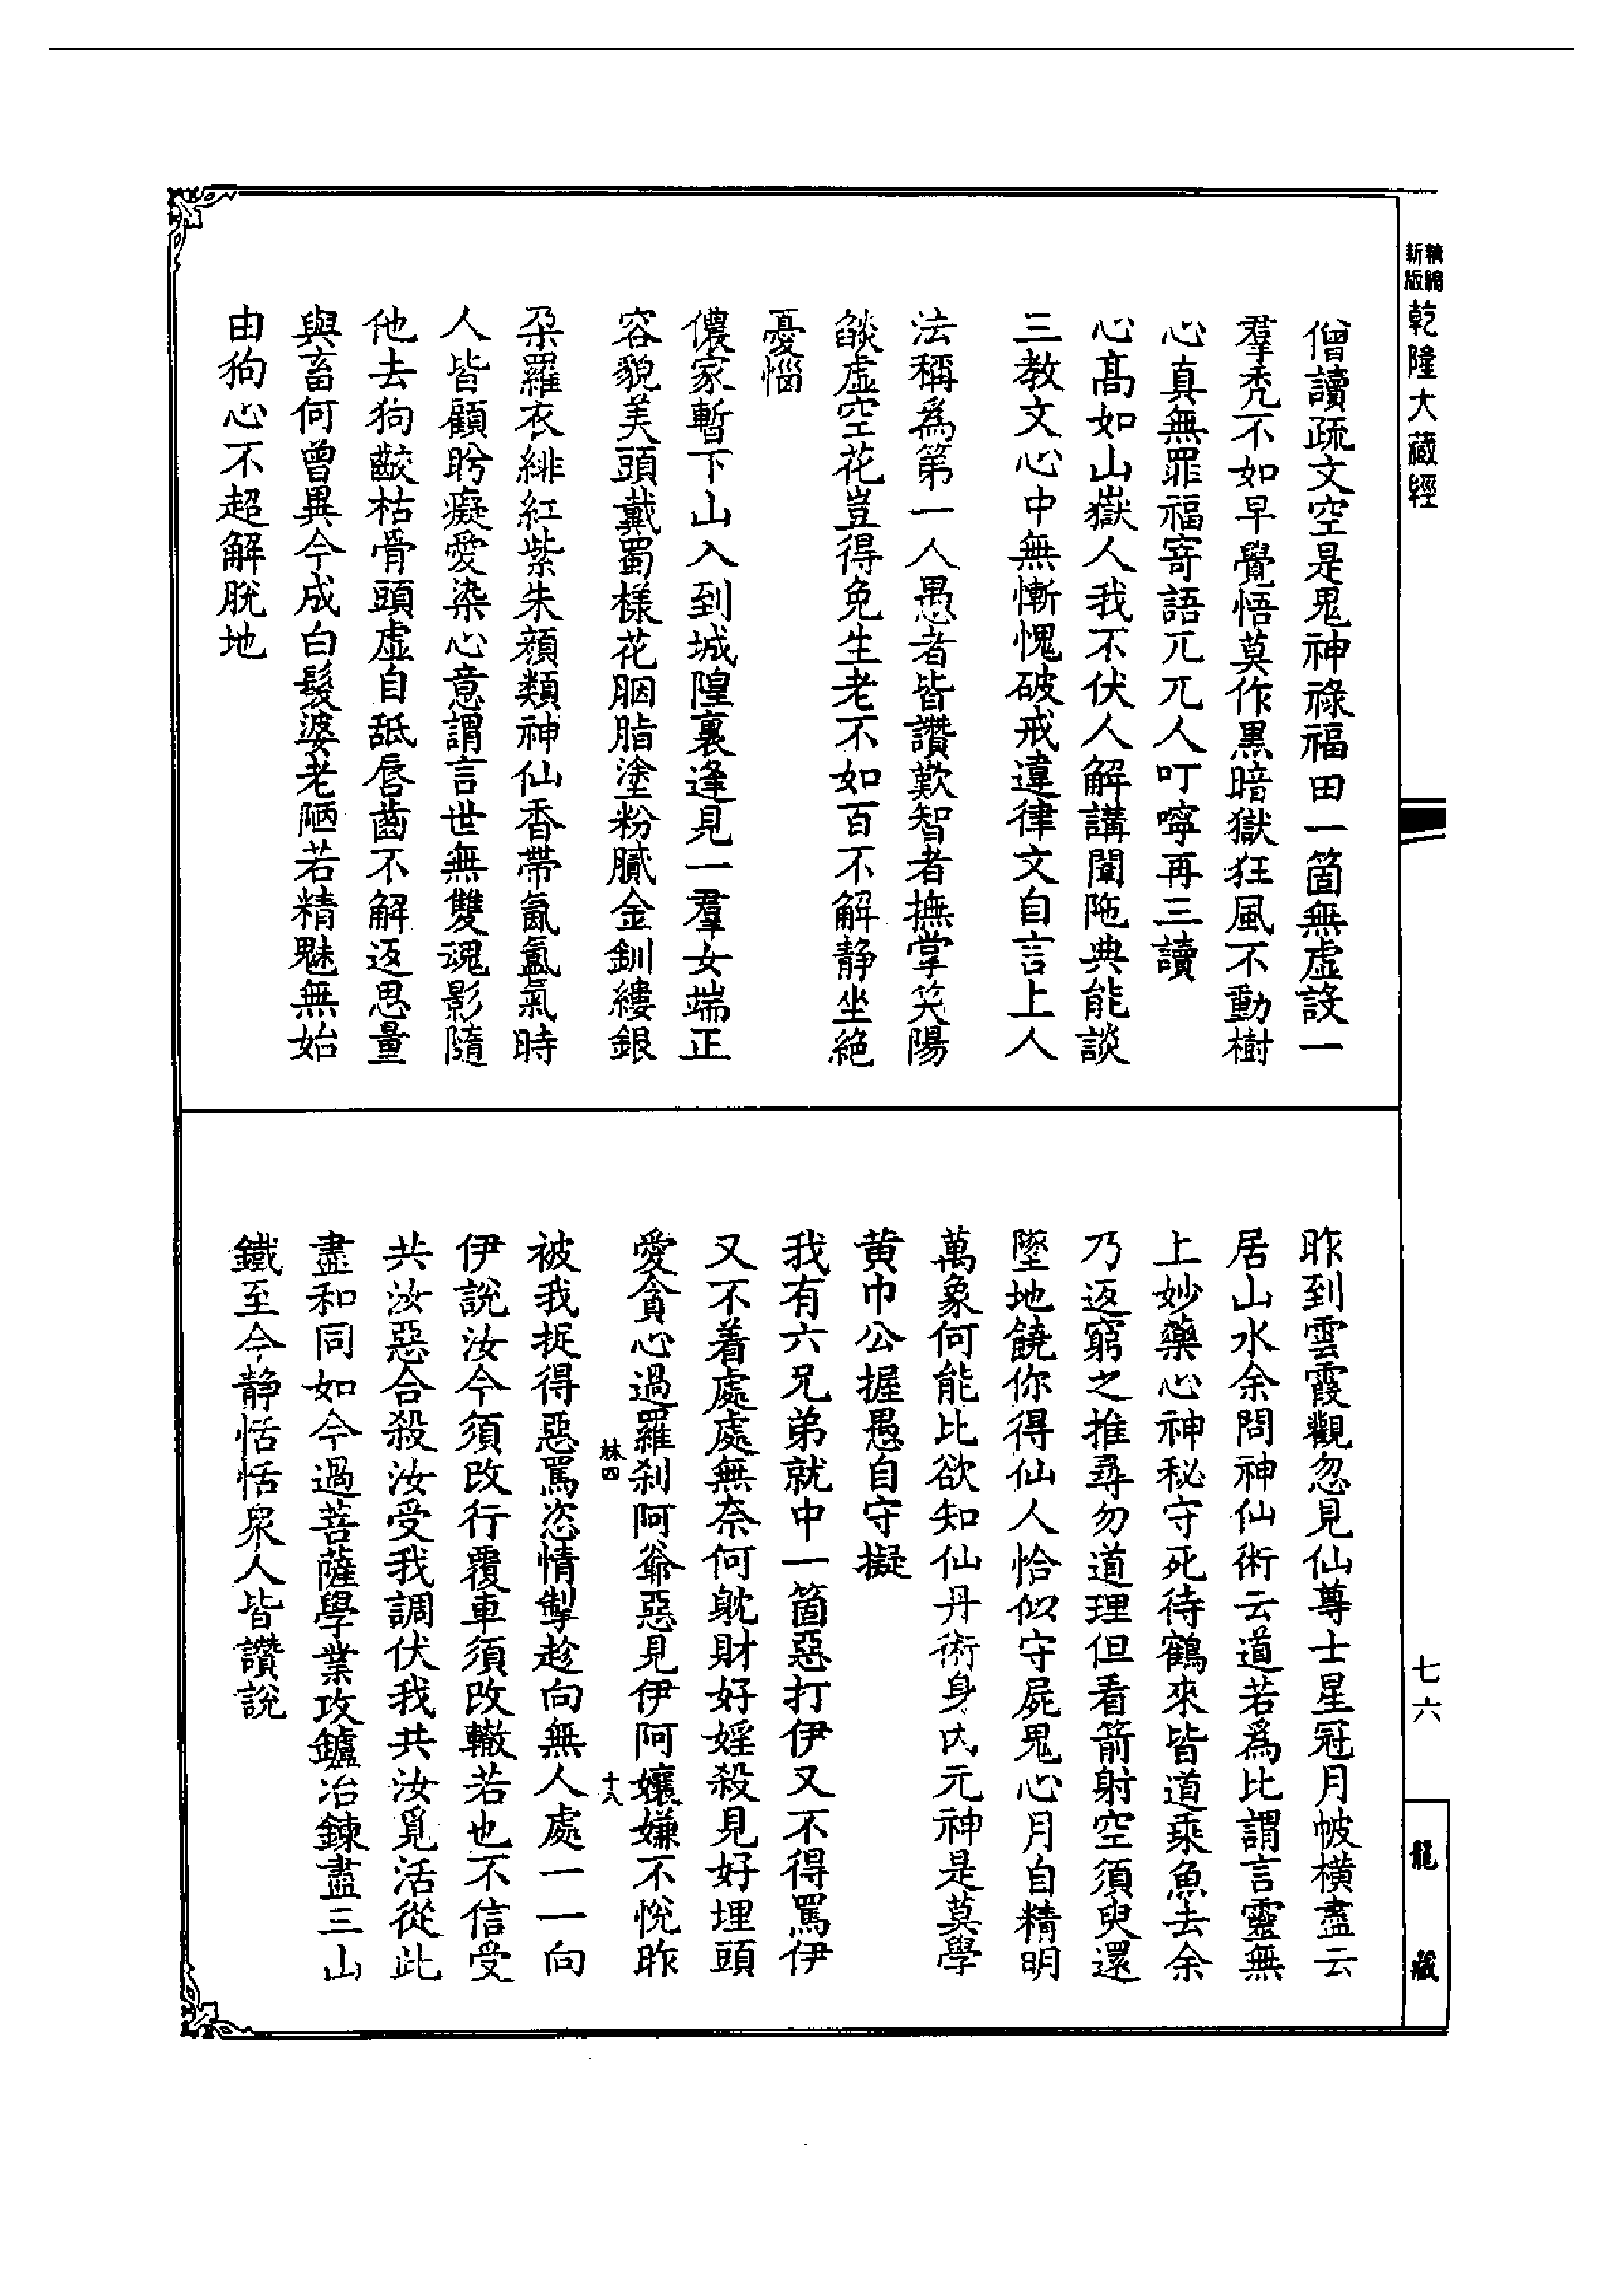 精縮
新版
乾隆大藏經
僧讀疏文空是鬼神祿福田一箇無虛設一
羣禿不如早覺悟莫作黑暗獄狂風不動樹
心真無罪福寄語兀兀人叮嚀再三讀
心高如山嶽人我不伏人解講闡陁典能談
三教文心中無慚愧破戒違律文自言上人
法稱為第一人愚者皆讚歎智者撫掌笑陽
燄虛空花豈得免生老不如百不解靜坐絕
憂惱
儂家暫下山入到城隍裏逢見一羣女端正
容貌美頭戴蜀樣花胭脂塗粉膩金釧縷銀
朶羅衣緋紅紫朱顏類神仙香帶氤氳氣時
人皆顧盻癡愛染心意謂言世無雙魂影隨
他去狗齩枯骨頭虛自舐唇齒不解返思量
與畜何曾異今成白髮婆老陋若精魅無始
由狗心不超解脫地
昨到雲霞觀忽見仙尊士星冠月帔橫盡云
居山水余問神仙術云道若為比謂言靈無
上妙藥心神秘守死待鶴來皆道乘魚去余
乃返窮之推尋勿道理但看箭射空須臾還
墜地饒你得仙人恰似守屍鬼心月自精明
萬象何能比欲知仙丹術身內元神是莫學
黃巾公握愚自守擬
我有六兄弟就中一箇惡打伊又不得罵伊
又不着處處無奈何躭財好婬殺見好埋頭
愛貪心過羅剎阿爺惡見伊阿孃嫌不悅昨
林四
十八
被我捉得惡罵恣情掣趁向無人處一一向
伊說汝今須改行覆車須改轍若也不信受
共汝惡合殺汝受我調伏我共汝覓活從此
盡和同如今過菩薩學業攻鑪冶鍊盡三山
鐵至今靜恬恬衆人皆讚說
七六
龍藏